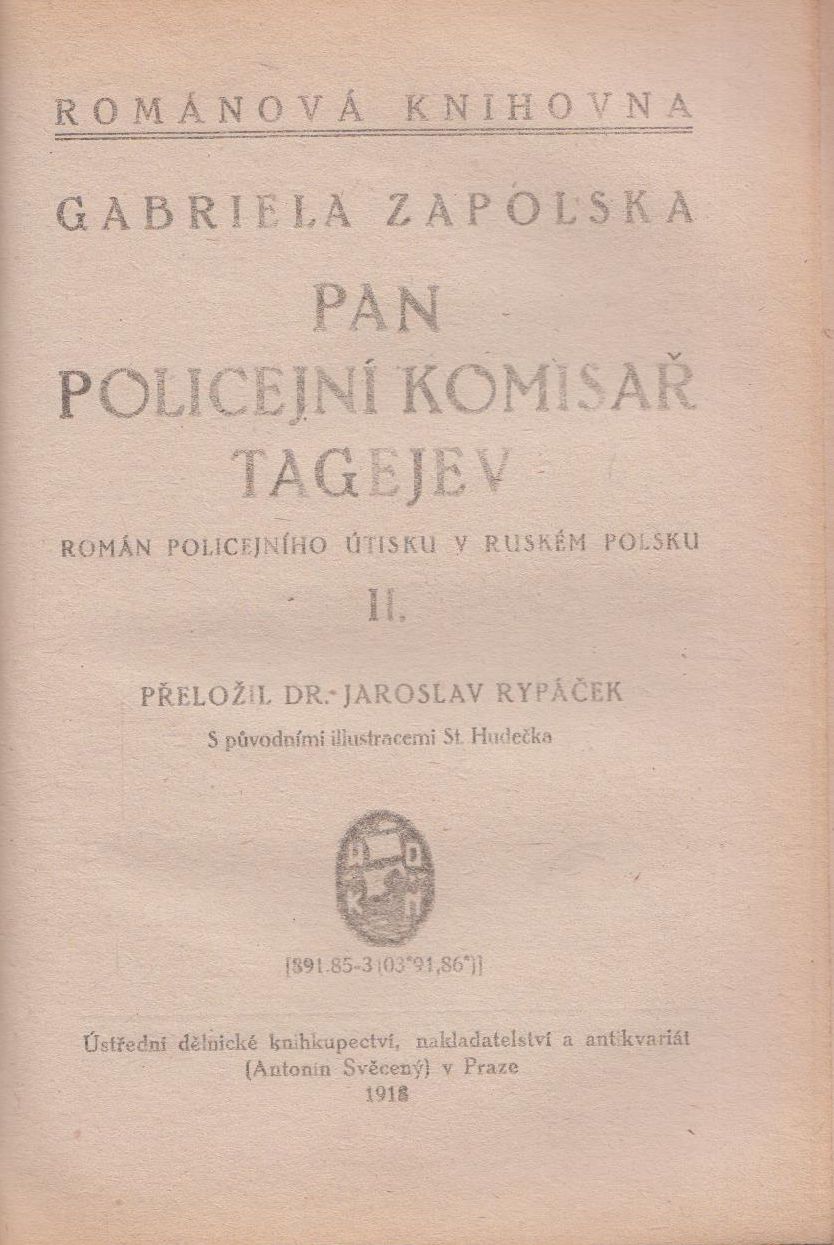 ROMÁNOVÁ KNIHOVNA
GABRIELA ZAPOLSKA
PAN
POLICEJNÍ KOMISAŘ
TAGEJEV
ROMÁN POLICEJNÍHO ÚTISKU V RUSKÉM POLSKU
II.
PŘELOŽIL DR. JAROSLAV RYPÁČEK
S původními illustracemi St. Hudečka
U D
K N
[891.85-3(03"91,86")]
Ústřední dělnické knihkupectví, nakladatelství a antikvariát
(Antonín Svěcený) v Praze
1918